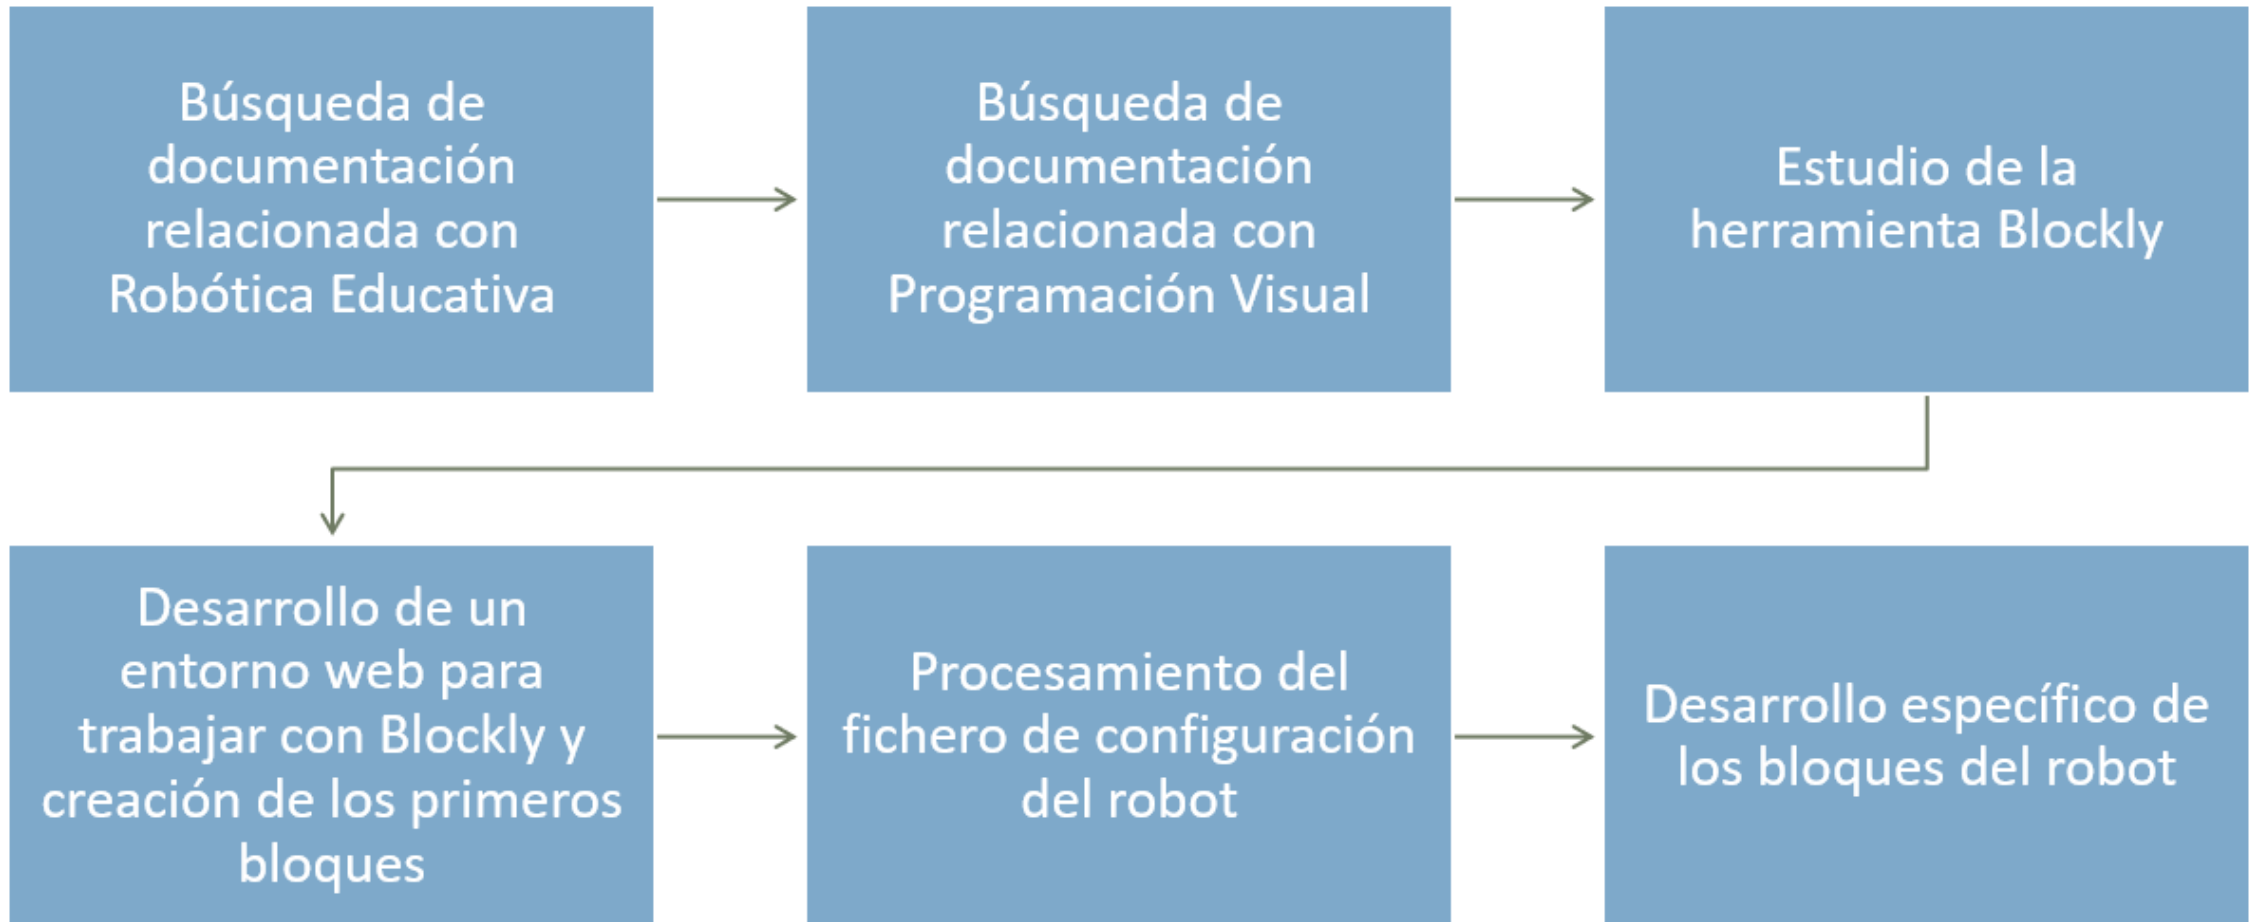 Búsqueda de
documentación
relacionada con
Robótica Educativa
Búsqueda de
documentación
relacionada con
Programación Visual
Estudio de la
herramienta Blockly
Desarrollo de un
entorno web para
trabajar con Blockly y
creación de los primeros
bloques
Procesamiento del
fichero de configuración
del robot
Desarrollo específico de
los bloques del robot